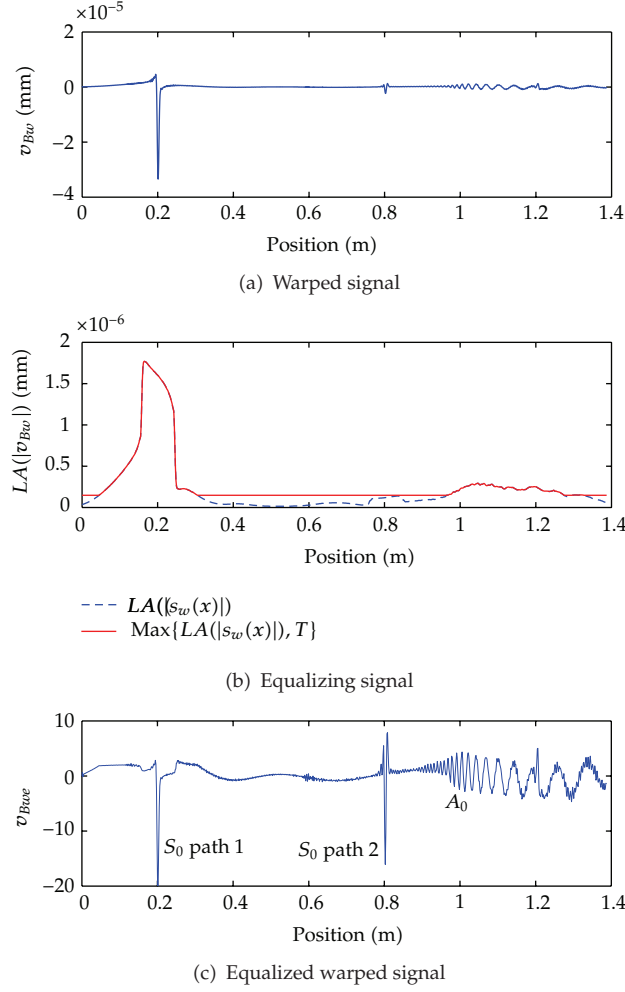 ×10⁻⁵
2
0
−2
−4
v_Bw (mm)
0 0.2 0.4 0.6 0.8 1 1.2 1.4
Position (m)
(a) Warped signal
×10⁻⁶
2
1.5
1
0.5
0
LA(|v_Bw|) (mm)
0 0.2 0.4 0.6 0.8 1 1.2 1.4
Position (m)
LA(|(s_w(x)|)
Max{LA(|s_w(x)|), T}
(b) Equalizing signal
10
0
−10
−20
v_Bwe
S₀ path 1
S₀ path 2
A₀
0 0.2 0.4 0.6 0.8 1 1.2 1.4
Position (m)
(c) Equalized warped signal